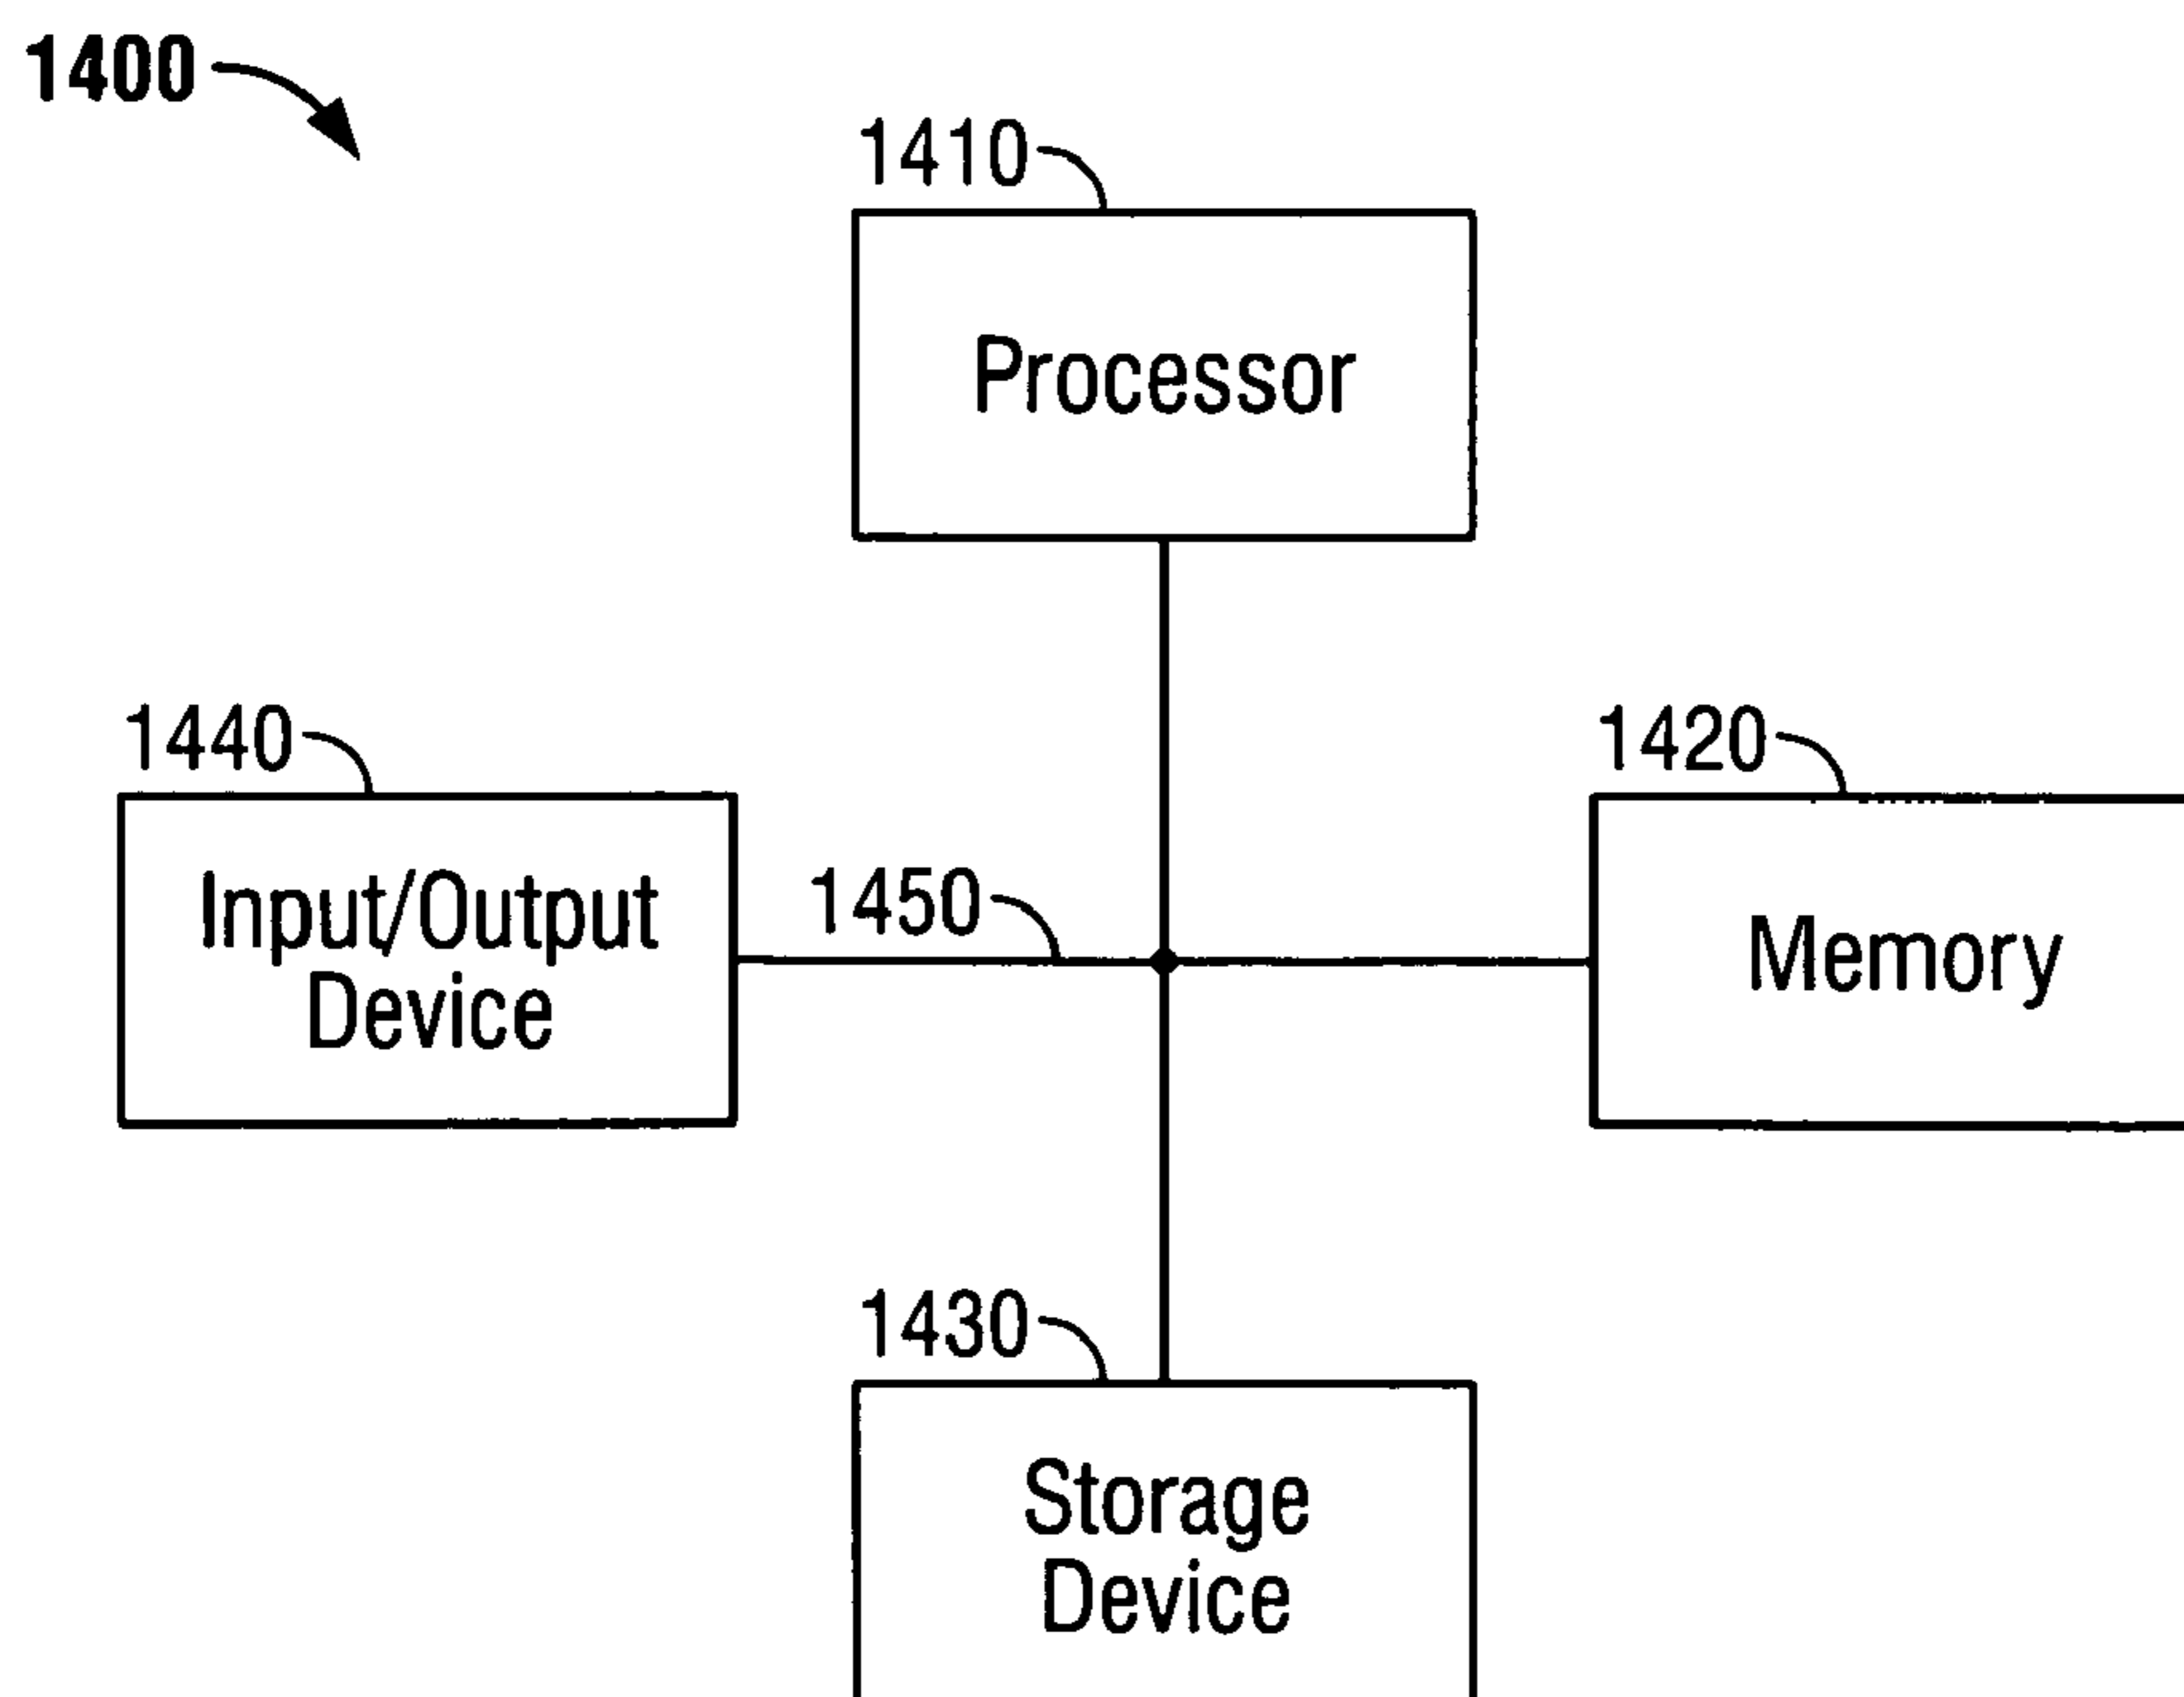 1400
1410
Processor
1440
1420
Input/Output
Device
1450
Memory
1430
Storage
Device